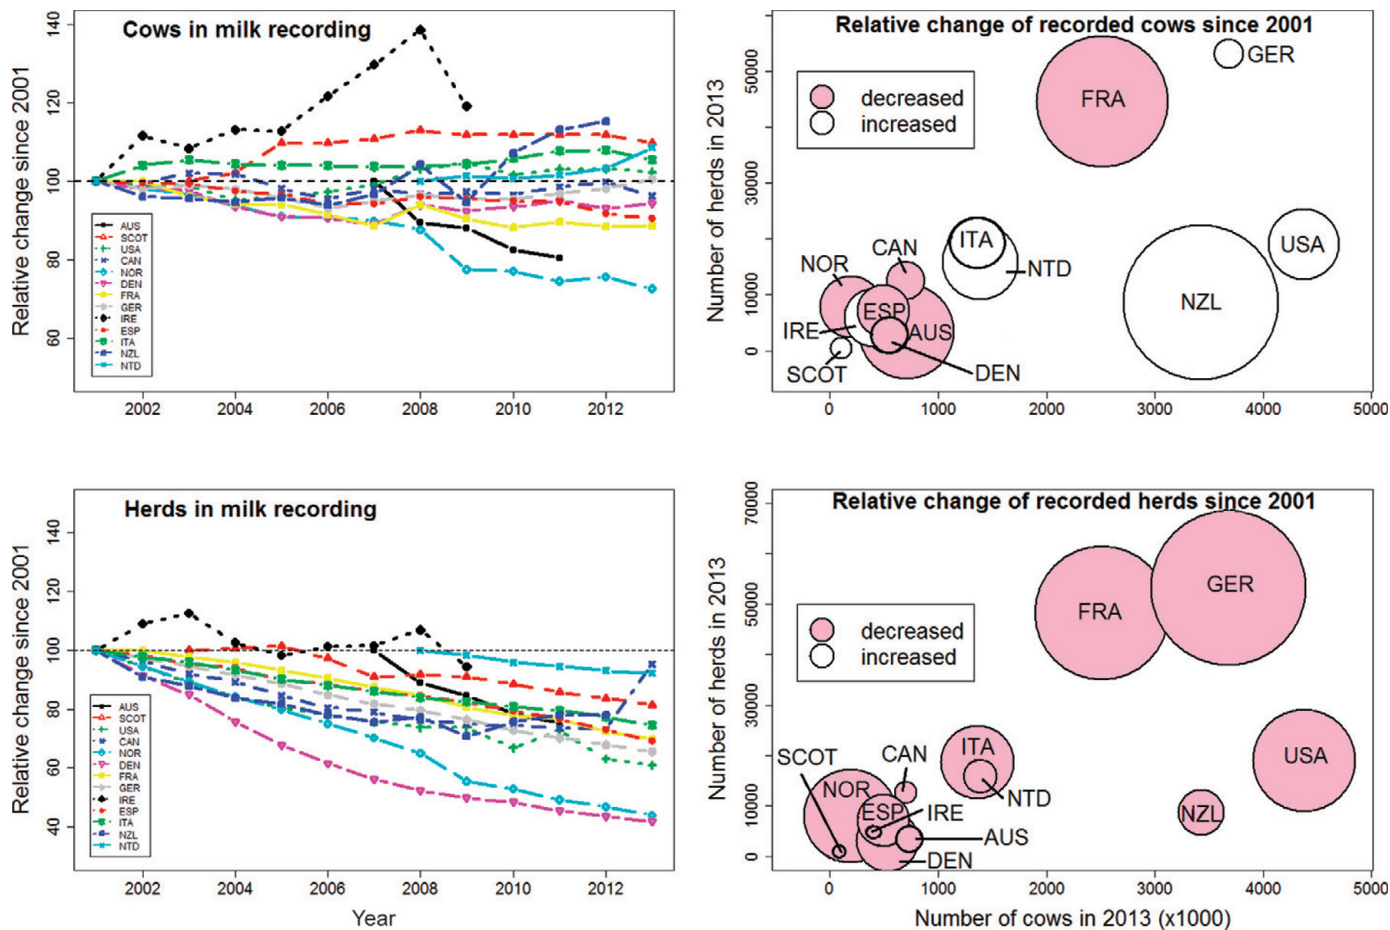 Cows in milk recording
Relative change since 2001
140
120
100
80
60
AUS
SCOT
USA
CAN
NOR
DEN
FRA
GER
IRE
ESP
ITA
NZL
NTD
2002 2004 2006 2008 2010 2012
Relative change of recorded cows since 2001
Number of herds in 2013
50000
30000
10000
0
decreased
increased
FRA
GER
ITA
USA
CAN
NOR
NTD
NZL
ESP
IRE
AUS
SCOT
DEN
0 1000 2000 3000 4000 5000
Herds in milk recording
Relative change since 2001
140
120
100
80
60
40
AUS
SCOT
USA
CAN
NOR
DEN
FRA
GER
IRE
ESP
ITA
NZL
NTD
2002 2004 2006 2008 2010 2012
Year
Relative change of recorded herds since 2001
Number of herds in 2013
70000
50000
30000
10000
0
decreased
increased
GER
FRA
ITA
SCOT
CAN
USA
NOR
NTD
ESP
IRE
NZL
AUS
DEN
0 1000 2000 3000 4000 5000
Number of cows in 2013 (x1000)